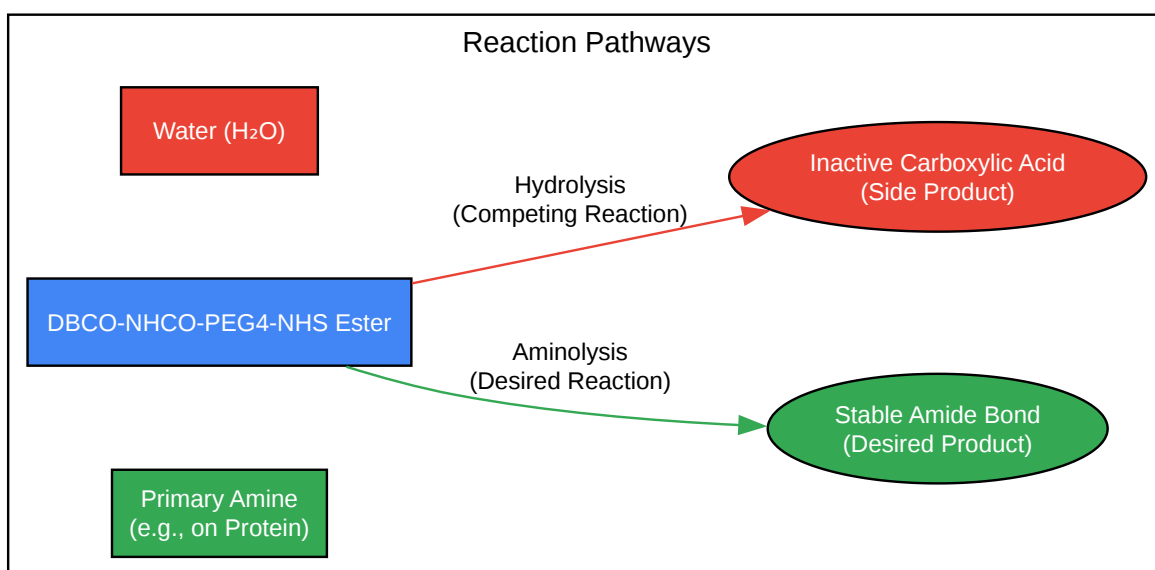 Reaction Pathways
Water (H₂O)
Inactive Carboxylic Acid
(Side Product)
Hydrolysis
(Competing Reaction)
DBCO-NHCO-PEG4-NHS Ester
Aminolysis
(Desired Reaction)
Stable Amide Bond
(Desired Product)
Primary Amine
(e.g., on Protein)